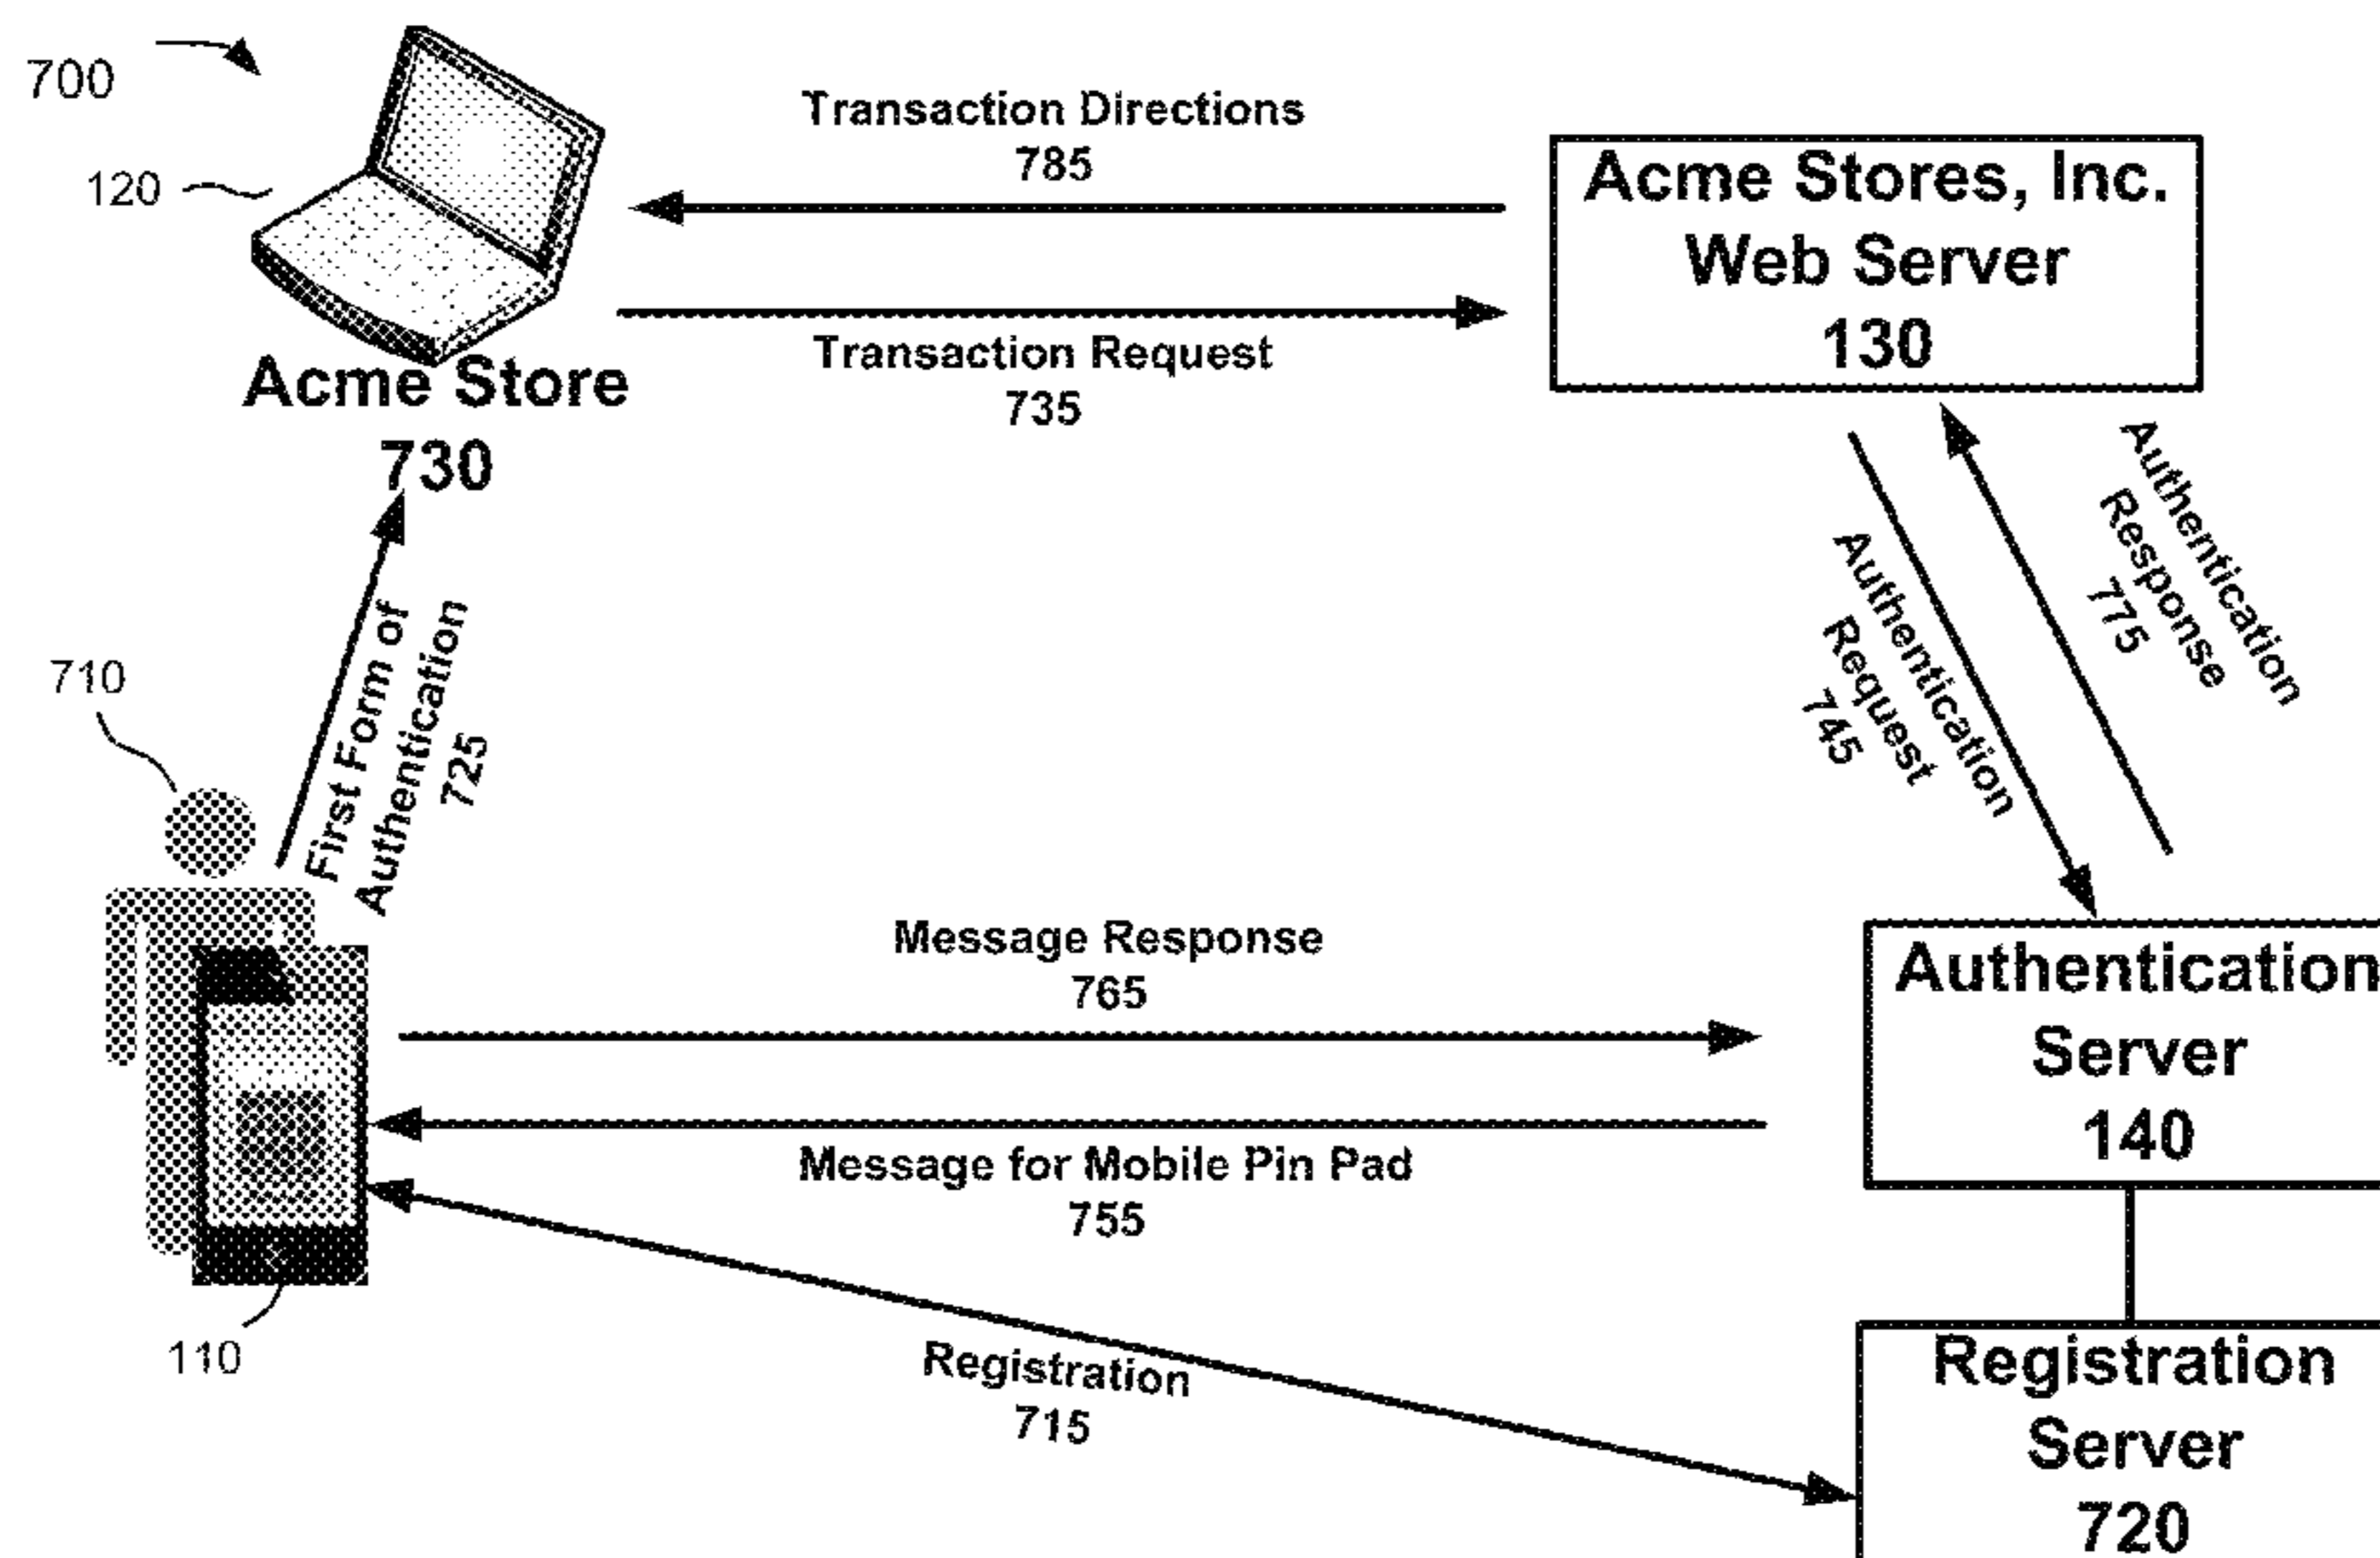 700
120
Transaction Directions
785
Acme Stores, Inc.
Web Server
130
Transaction Request
735
Acme Store
730
First Form of
Authentication
725
710
Authentication
Request
745
Authentication
Response
775
Message Response
765
Authentication
Server
140
Message for Mobile Pin Pad
755
110
Registration
715
Registration
Server
720